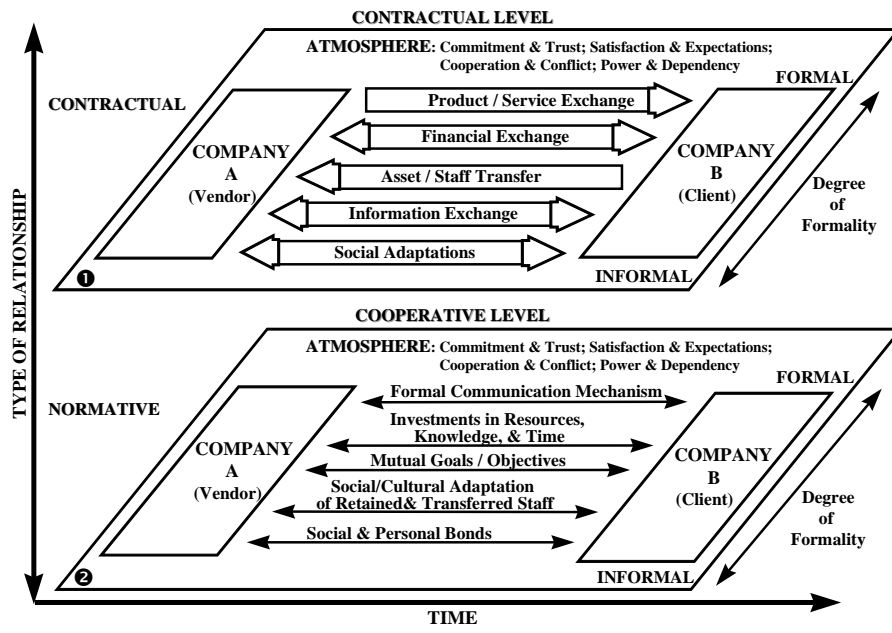 CONTRACTUAL LEVEL
ATMOSPHERE: Commitment & Trust; Satisfaction & Expectations;
Cooperation & Conflict; Power & Dependency
FORMAL
CONTRACTUAL
Product / Service Exchange
Financial Exchange
COMPANY
A
(Vendor)
COMPANY
B
(Client)
Asset / Staff Transfer
Information Exchange
Social Adaptations
Degree
of
Formality
INFORMAL
❶
COOPERATIVE LEVEL
ATMOSPHERE: Commitment & Trust; Satisfaction & Expectations;
Cooperation & Conflict; Power & Dependency
FORMAL
NORMATIVE
Formal Communication Mechanism
Investments in Resources,
Knowledge, & Time
COMPANY
A
(Vendor)
COMPANY
B
(Client)
Mutual Goals / Objectives
Social/Cultural Adaptation
of Retained& Transferred Staff
Social & Personal Bonds
Degree
of
Formality
INFORMAL
❷
TYPE OF RELATIONSHIP
TIME